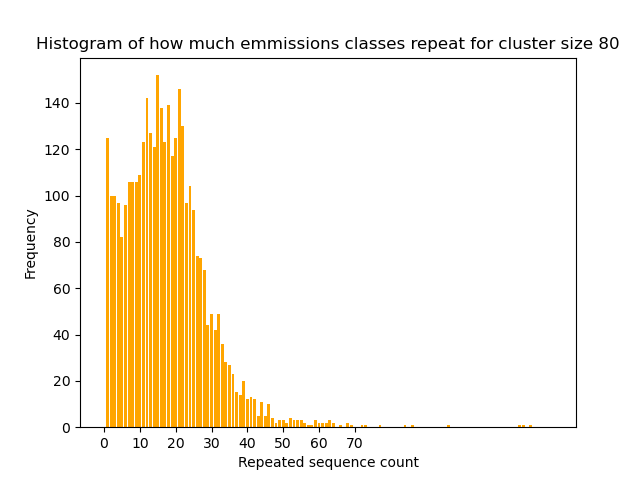 Histogram of how much emmissions classes repeat for cluster size 80
140
120
100
80
60
40
20
0
Frequency
0 10 20 30 40 50 60 70
Repeated sequence count